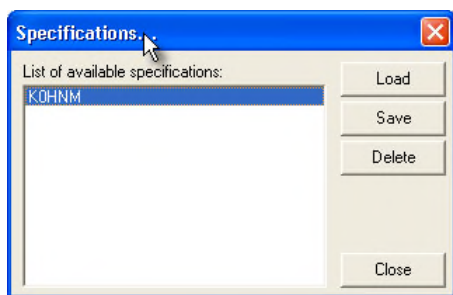 Specifications...
List of available specifications:
K0HNM
Load
Save
Delete
Close